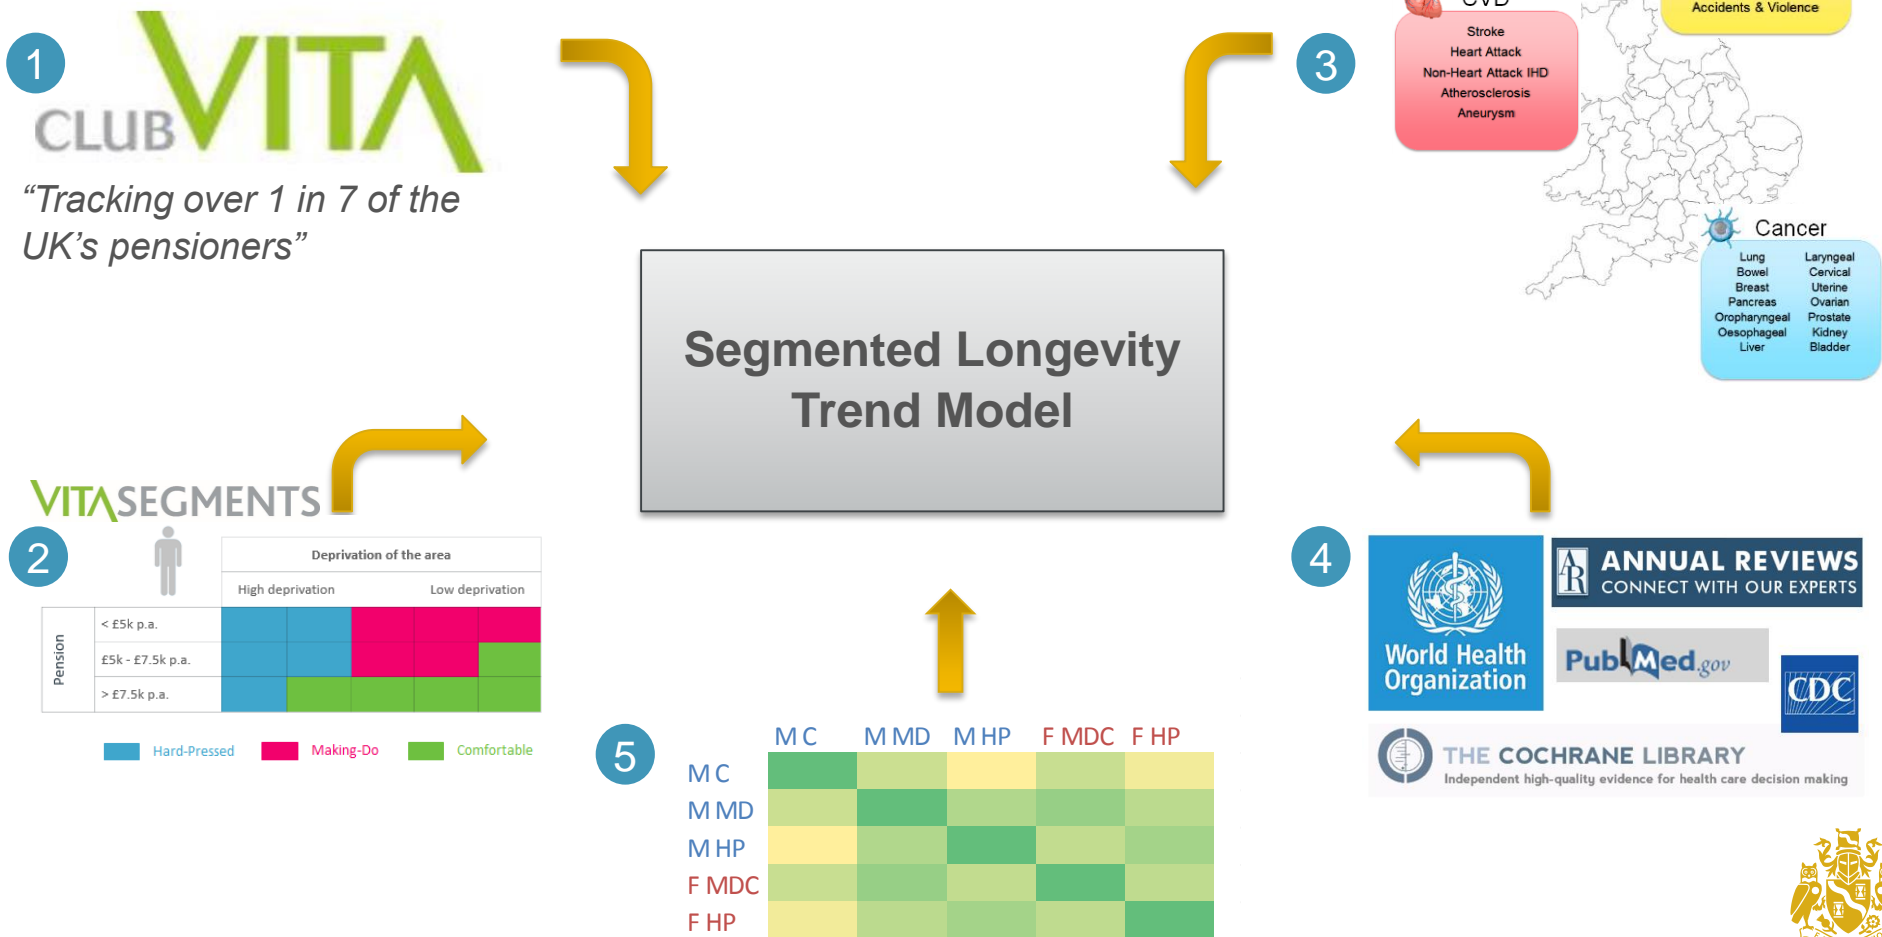 1
CLUB VITA
“Tracking over 1 in 7 of the
UK’s pensioners”
3
CVD
Stroke
Heart Attack
Non-Heart Attack IHD
Atherosclerosis
Aneurysm
Accidents & Violence
Cancer
Lung Laryngeal
Bowel Cervical
Breast Uterine
Pancreas Ovarian
Oropharyngeal Prostate
Oesophageal Kidney
Liver Bladder
Segmented Longevity
Trend Model
VITASEGMENTS
2
Deprivation of the area
High deprivation Low deprivation
Pension
< £5k p.a.
£5k - £7.5k p.a.
> £7.5k p.a.
Hard-Pressed Making-Do Comfortable
4
World Health
Organization
AR
ANNUAL REVIEWS
CONNECT WITH OUR EXPERTS
PubMed.gov
CDC
THE COCHRANE LIBRARY
Independent high-quality evidence for health care decision making
5
M C M MD M HP F MDC F HP
M C
M MD
M HP
F MDC
F HP